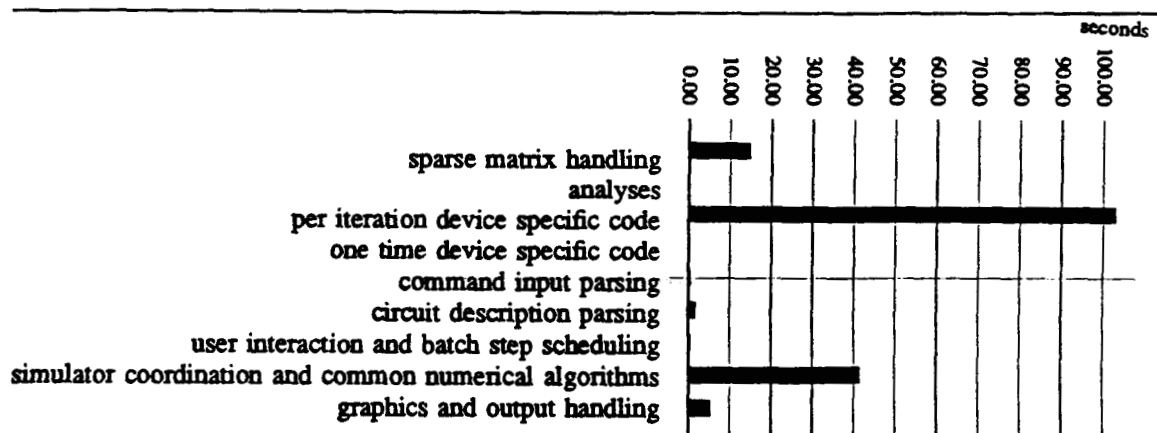 seconds
0.00
10.00
20.00
30.00
40.00
50.00
60.00
70.00
80.00
90.00
100.00
sparse matrix handling
analyses
per iteration device specific code
one time device specific code
command input parsing
circuit description parsing
user interaction and batch step scheduling
simulator coordination and common numerical algorithms
graphics and output handling